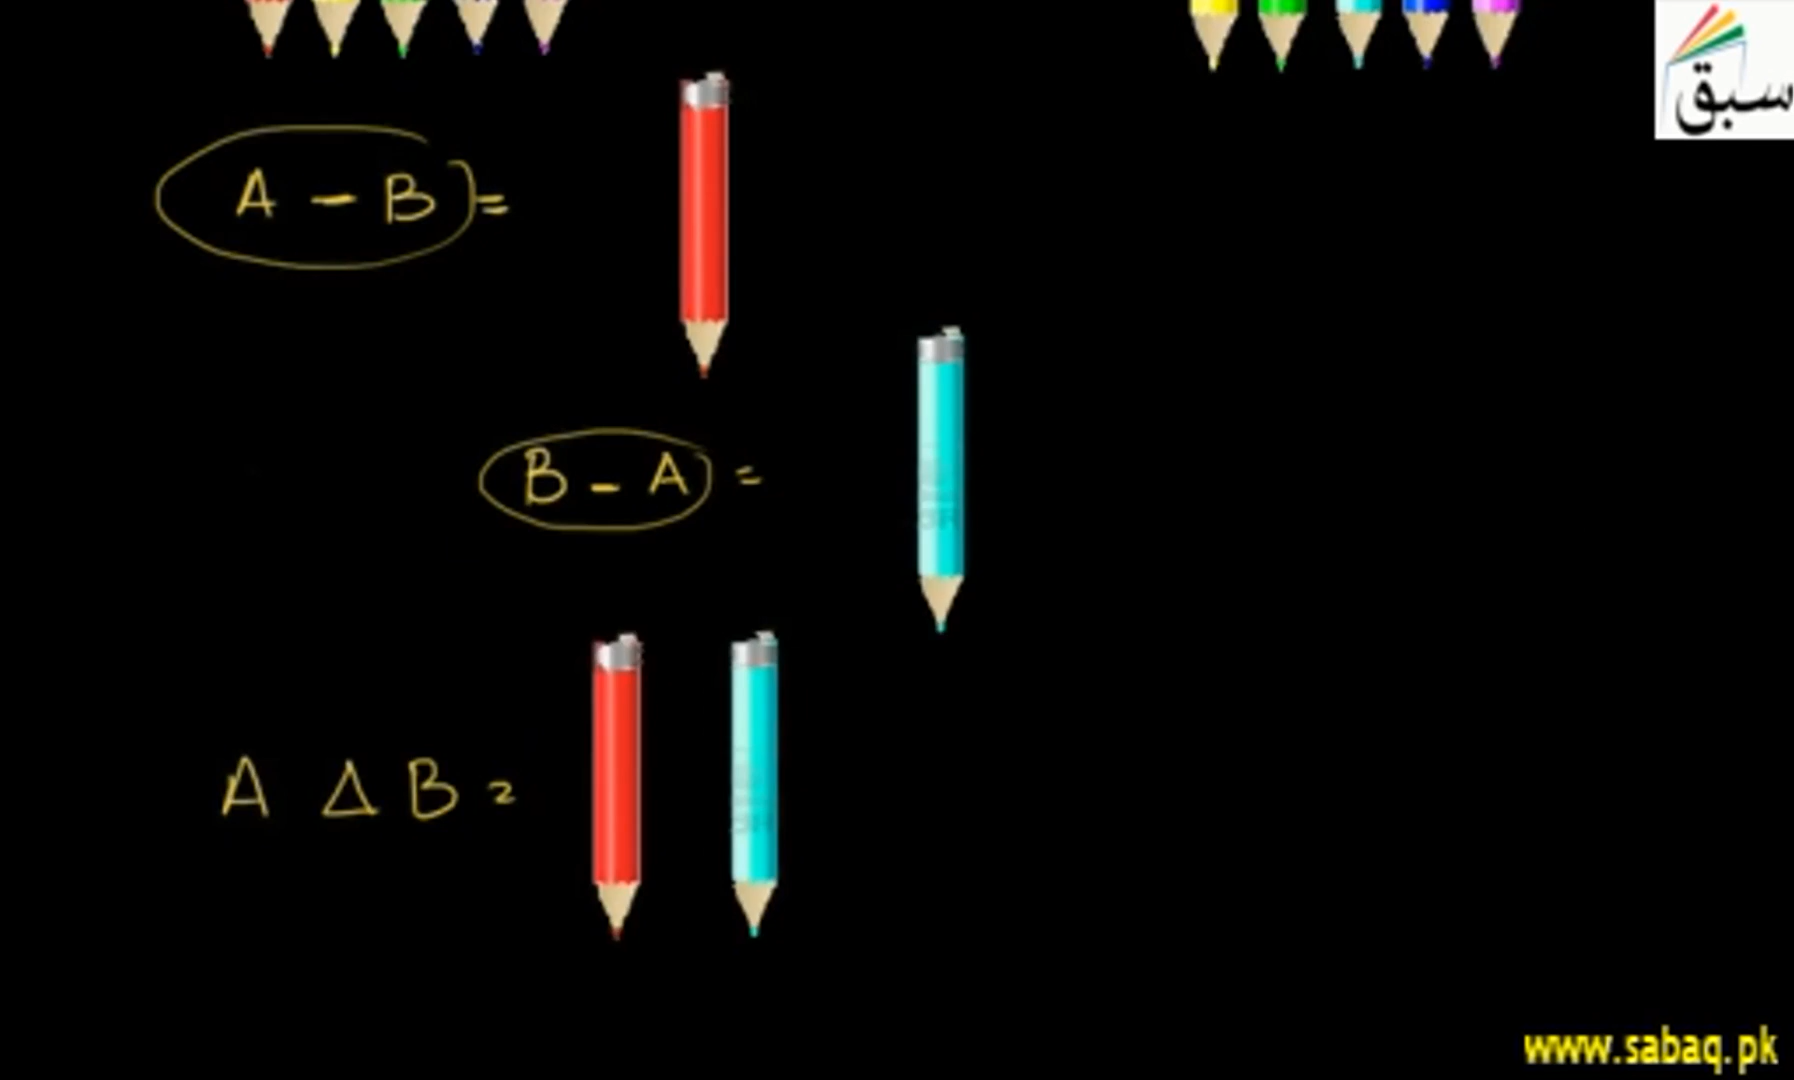 سبق
A - B =
B - A =
A Δ B =
www.sabaq.pk